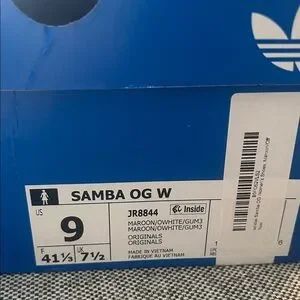 SAMBA OG W
US
9
F
41⅓
UK
7½
JR8844
Inside
MAROON/OWHITE/GUM3
MAROON/OWHITE/GUM3
ORIGINALS
ORIGINALS
MADE IN VIETNAM
FABRIQUÉ AU VIETNAM